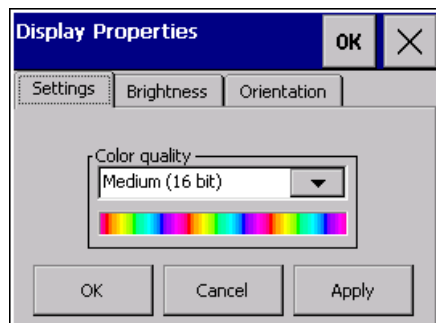 Display Properties OK
Settings Brightness Orientation
Color quality
Medium (16 bit)
OK Cancel Apply